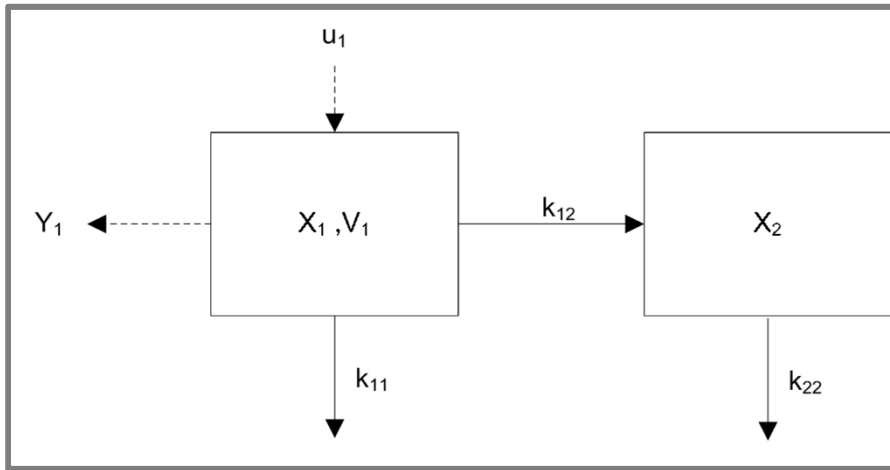 u₁
Y₁
X₁ ,V₁
k₁₂
X₂
k₁₁
k₂₂